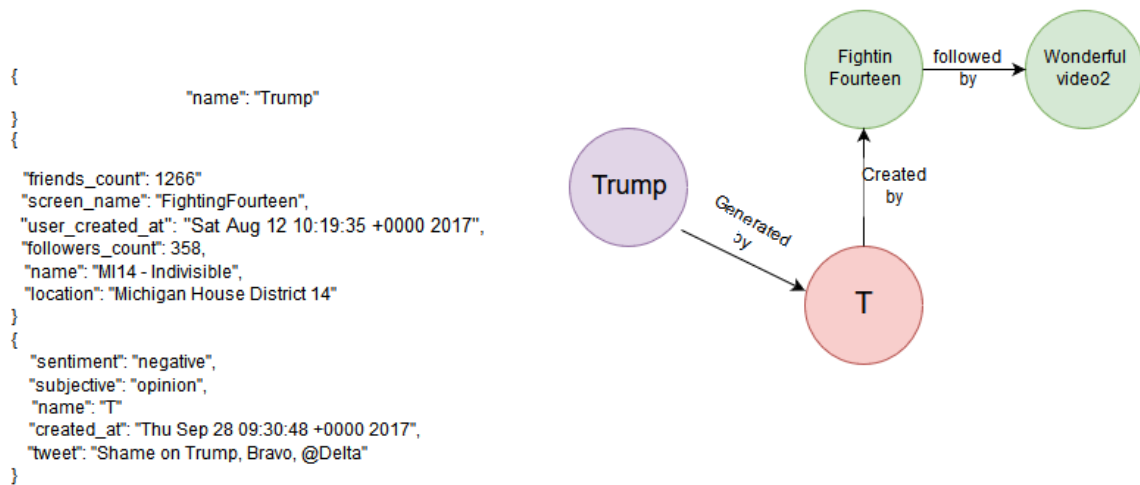 {
"name": "Trump"
}
{
"friends_count": 1266"
"screen_name": "FightingFourteen",
"user_created_at": "Sat Aug 12 10:19:35 +0000 2017",
"followers_count": 358,
"name": "MI14 - Indivisible",
"location": "Michigan House District 14"
}
{
"sentiment": "negative",
"subjective": "opinion",
"name": "T"
"created_at": "Thu Sep 28 09:30:48 +0000 2017",
"tweet": "Shame on Trump, Bravo, @Delta"
}
Fightin
Fourteen
followed
by
Wonderful
video2
Trump
Created
by
Generated
by
T